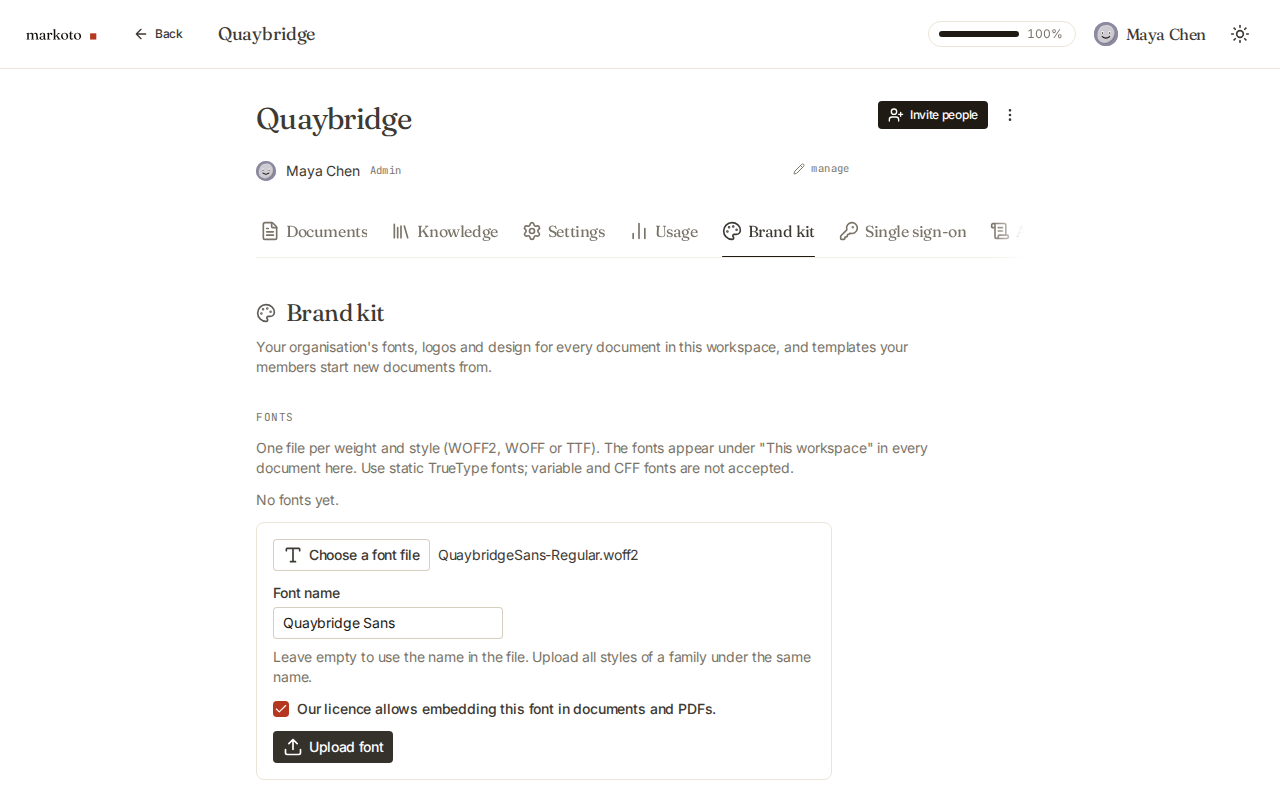 markoto
Back
Quaybridge
100%
Maya Chen
Quaybridge
Invite people
Maya Chen Admin
manage
Documents
Knowledge
Settings
Usage
Brand kit
Single sign-on
Brand kit
Your organisation's fonts, logos and design for every document in this workspace, and templates your
members start new documents from.
FONTS
One file per weight and style (WOFF2, WOFF or TTF). The fonts appear under "This workspace" in every
document here. Use static TrueType fonts; variable and CFF fonts are not accepted.
No fonts yet.
Choose a font file
QuaybridgeSans-Regular.woff2
Font name
Quaybridge Sans
Leave empty to use the name in the file. Upload all styles of a family under the same
name.
Our licence allows embedding this font in documents and PDFs.
Upload font